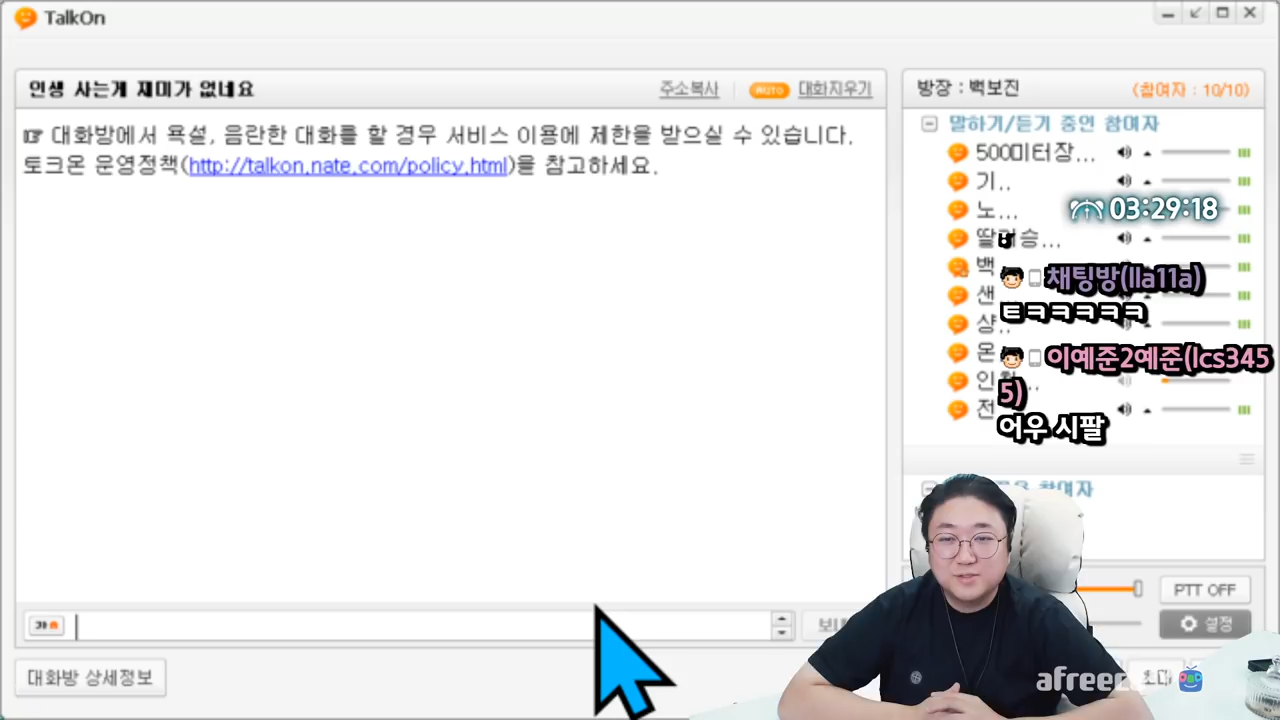 TalkOn
인생 사는게 재미가 없네요
주소복사
AUTO
대화지우기
☞ 대화방에서 욕설, 음란한 대화를 할 경우 서비스 이용에 제한을 받으실 수 있습니다.
토크온 운영정책(http://talkon.nate.com/policy.html)을 참고하세요.
방장 : 백보진
(참여자 : 10/10)
말하기/듣기 중인 참여자
500미터장...
기..
노...
03:29:18
백
채팅방(lla11a)
샌
ㅌㅋㅋㅋㅋㅋ
샹..
온
이예준2예준(lcs345
인
5)
전
어우 시팔
참여자
PTT OFF
설정
대화방 상세정보
afreeca